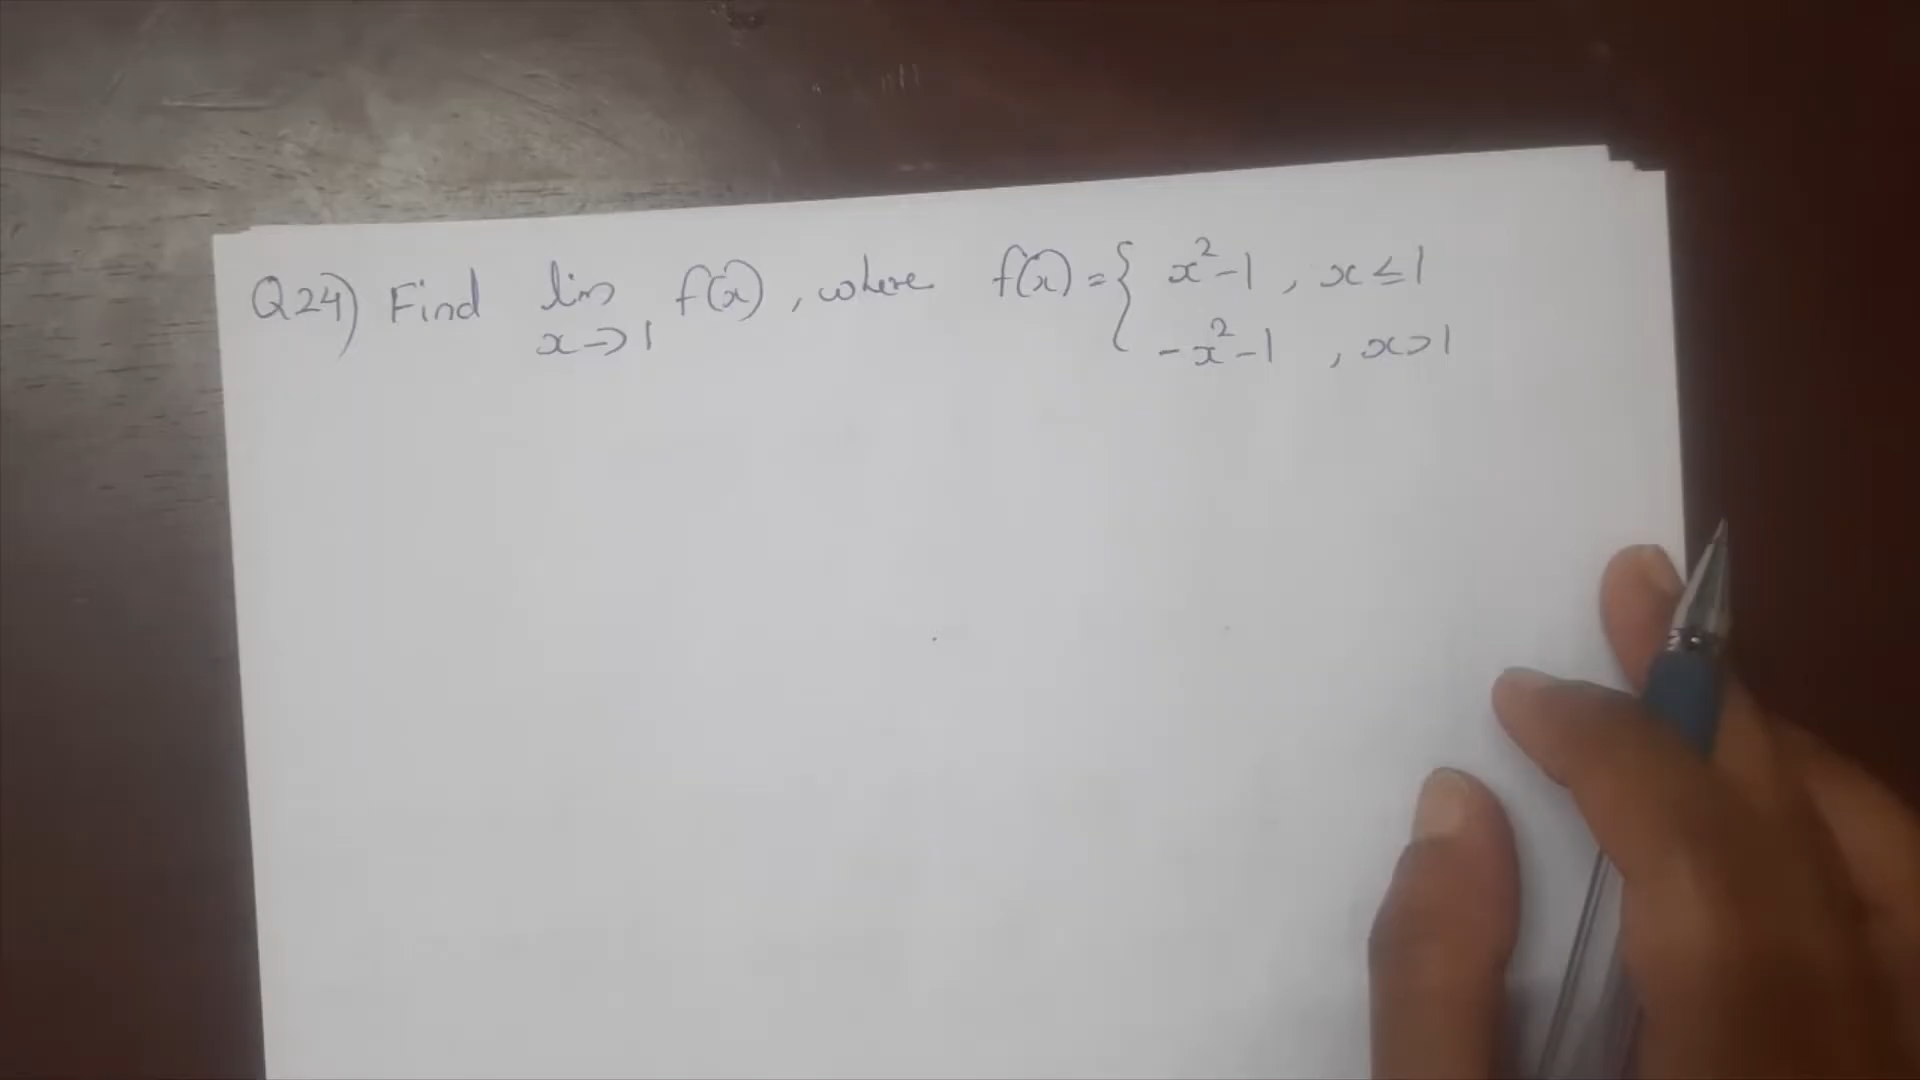 Q24) Find lim f(x), where f(x) = { x² - 1 , x ≤ 1
x → 1
- x² - 1 , x > 1